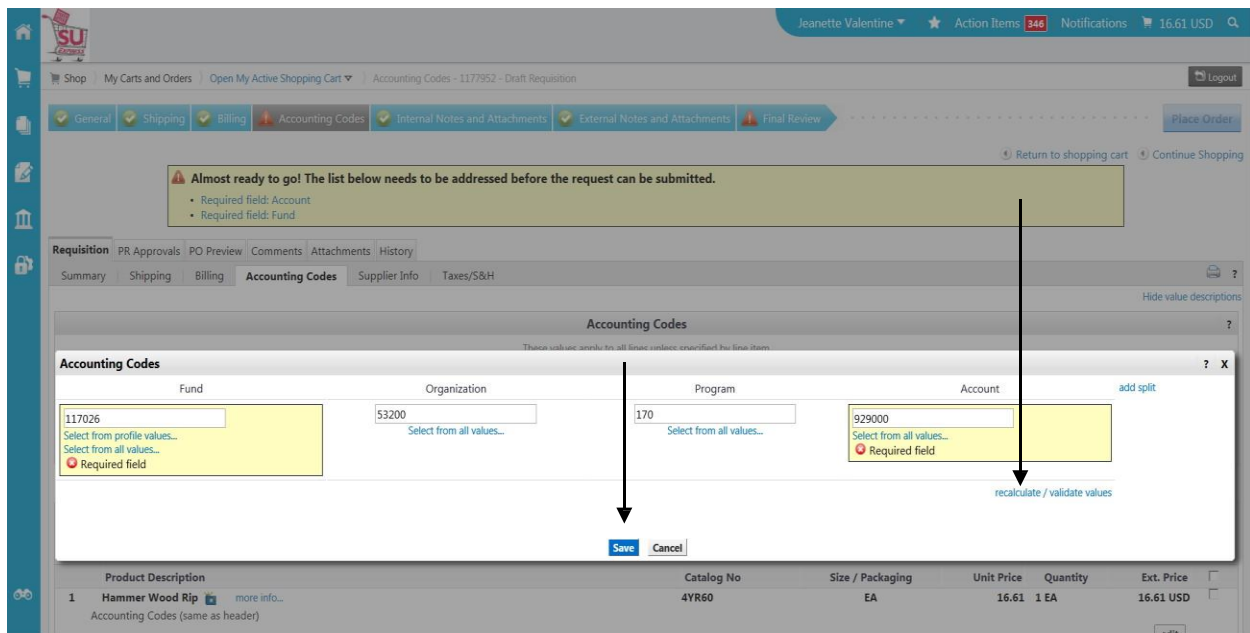 Jeanette Valentine Action Items 346 Notifications 16.61 USD
SU
EXPRESS
Shop My Carts and Orders Open My Active Shopping Cart Accounting Codes - 1177952 - Draft Requisition Logout
General Shipping Billing Accounting Codes Internal Notes and Attachments External Notes and Attachments Final Review Place Order
Return to shopping cart Continue Shopping
Almost ready to go! The list below needs to be addressed before the request can be submitted.
• Required field: Account
• Required field: Fund
Requisition PR Approvals PO Preview Comments Attachments History
Summary Shipping Billing Accounting Codes Supplier Info Taxes/S&H ?
Hide value descriptions
Accounting Codes ?
These values apply to all lines unless specified by line item
Accounting Codes ? X
Fund Organization Program Account add split
117026 53200 170 929000
Select from profile values... Select from all values... Select from all values... Select from all values...
Select from all values... Required field
Required field
recalculate / validate values
Save Cancel
Product Description Catalog No Size / Packaging Unit Price Quantity Ext. Price
1 Hammer Wood Rip more info... 4YR60 EA 16.61 1 EA 16.61 USD
Accounting Codes (same as header)
edit